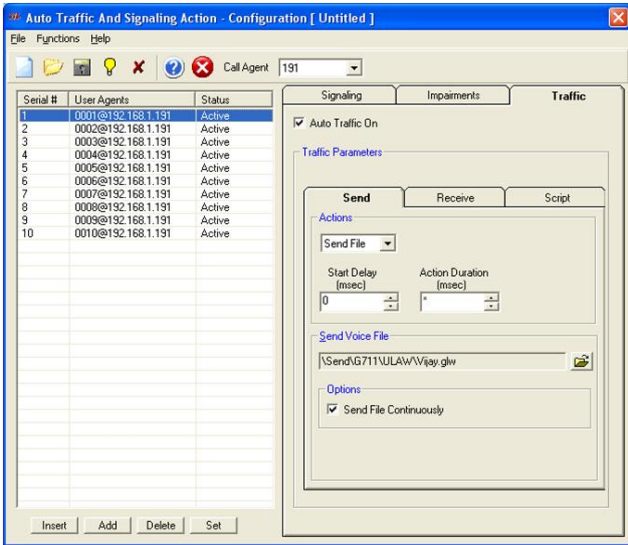 Auto Traffic And Signaling Action - Configuration [ Untitled ]
File Functions Help
Call Agent 191
Serial # User Agents Status
1 0001@192.168.1.191 Active
2 0002@192.168.1.191 Active
3 0003@192.168.1.191 Active
4 0004@192.168.1.191 Active
5 0005@192.168.1.191 Active
6 0006@192.168.1.191 Active
7 0007@192.168.1.191 Active
8 0008@192.168.1.191 Active
9 0009@192.168.1.191 Active
10 0010@192.168.1.191 Active
Insert Add Delete Set
Signaling Impairments Traffic
Auto Traffic On
Traffic Parameters
Send Receive Script
Actions
Send File
Start Delay Action Duration
(msec) (msec)
0 *
Send Voice File
\Send\G711\ULAW\Vijay.glw
Options
Send File Continuously